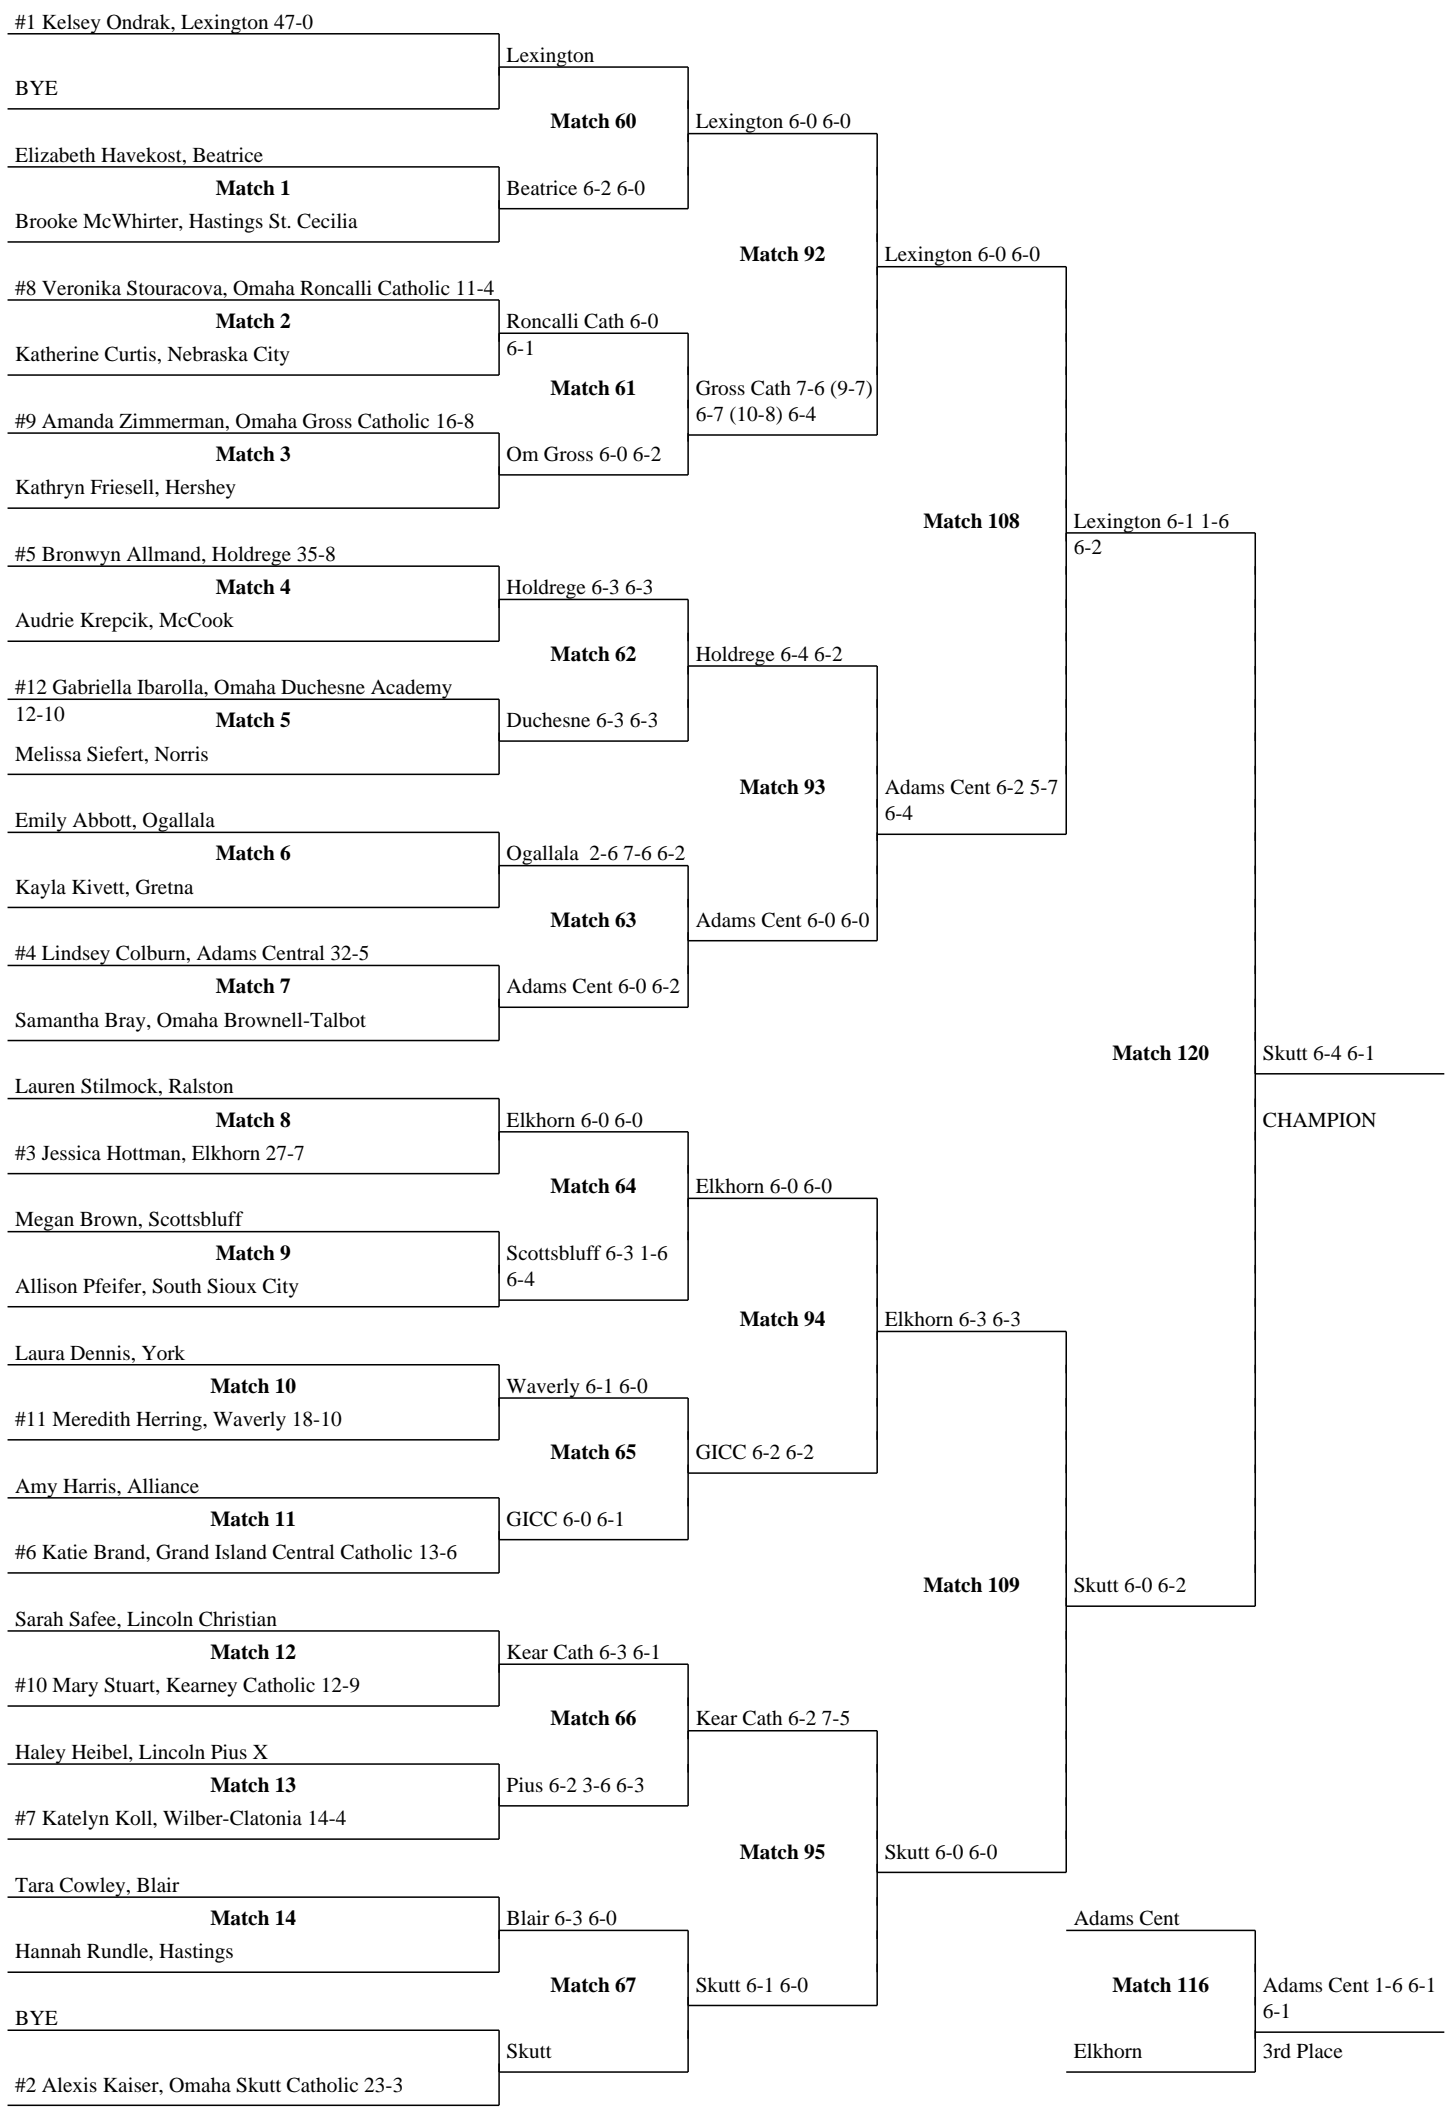 #1 Kelsey Ondrak, Lexington 47-0
Lexington
BYE
Match 60
Lexington 6-0 6-0
Elizabeth Havekost, Beatrice
Match 1
Beatrice 6-2 6-0
Brooke McWhirter, Hastings St. Cecilia
Match 92
Lexington 6-0 6-0
#8 Veronika Stouracova, Omaha Roncalli Catholic 11-4
Match 2
Roncalli Cath 6-0
6-1
Katherine Curtis, Nebraska City
Match 61
Gross Cath 7-6 (9-7)
6-7 (10-8) 6-4
#9 Amanda Zimmerman, Omaha Gross Catholic 16-8
Match 3
Om Gross 6-0 6-2
Kathryn Friesell, Hershey
Match 108
Lexington 6-1 1-6
6-2
#5 Bronwyn Allmand, Holdrege 35-8
Match 4
Holdrege 6-3 6-3
Audrie Krepcik, McCook
Match 62
Holdrege 6-4 6-2
#12 Gabriella Ibarolla, Omaha Duchesne Academy
12-10
Match 5
Duchesne 6-3 6-3
Melissa Siefert, Norris
Match 93
Adams Cent 6-2 5-7
6-4
Emily Abbott, Ogallala
Match 6
Ogallala 2-6 7-6 6-2
Kayla Kivett, Gretna
Match 63
Adams Cent 6-0 6-0
#4 Lindsey Colburn, Adams Central 32-5
Match 7
Adams Cent 6-0 6-2
Samantha Bray, Omaha Brownell-Talbot
Match 120
Skutt 6-4 6-1
CHAMPION
Lauren Stilmock, Ralston
Match 8
Elkhorn 6-0 6-0
#3 Jessica Hottman, Elkhorn 27-7
Match 64
Elkhorn 6-0 6-0
Megan Brown, Scottsbluff
Match 9
Scottsbluff 6-3 1-6
6-4
Allison Pfeifer, South Sioux City
Match 94
Elkhorn 6-3 6-3
Laura Dennis, York
Match 10
Waverly 6-1 6-0
#11 Meredith Herring, Waverly 18-10
Match 65
GICC 6-2 6-2
Amy Harris, Alliance
Match 11
GICC 6-0 6-1
#6 Katie Brand, Grand Island Central Catholic 13-6
Match 109
Skutt 6-0 6-2
Sarah Safee, Lincoln Christian
Match 12
Kear Cath 6-3 6-1
#10 Mary Stuart, Kearney Catholic 12-9
Match 66
Kear Cath 6-2 7-5
Haley Heibel, Lincoln Pius X
Match 13
Pius 6-2 3-6 6-3
#7 Katelyn Koll, Wilber-Clatonia 14-4
Match 95
Skutt 6-0 6-0
Tara Cowley, Blair
Match 14
Blair 6-3 6-0
Hannah Rundle, Hastings
Match 67
Skutt 6-1 6-0
BYE
Skutt
#2 Alexis Kaiser, Omaha Skutt Catholic 23-3
Adams Cent
Match 116
Adams Cent 1-6 6-1
6-1
Elkhorn
3rd Place